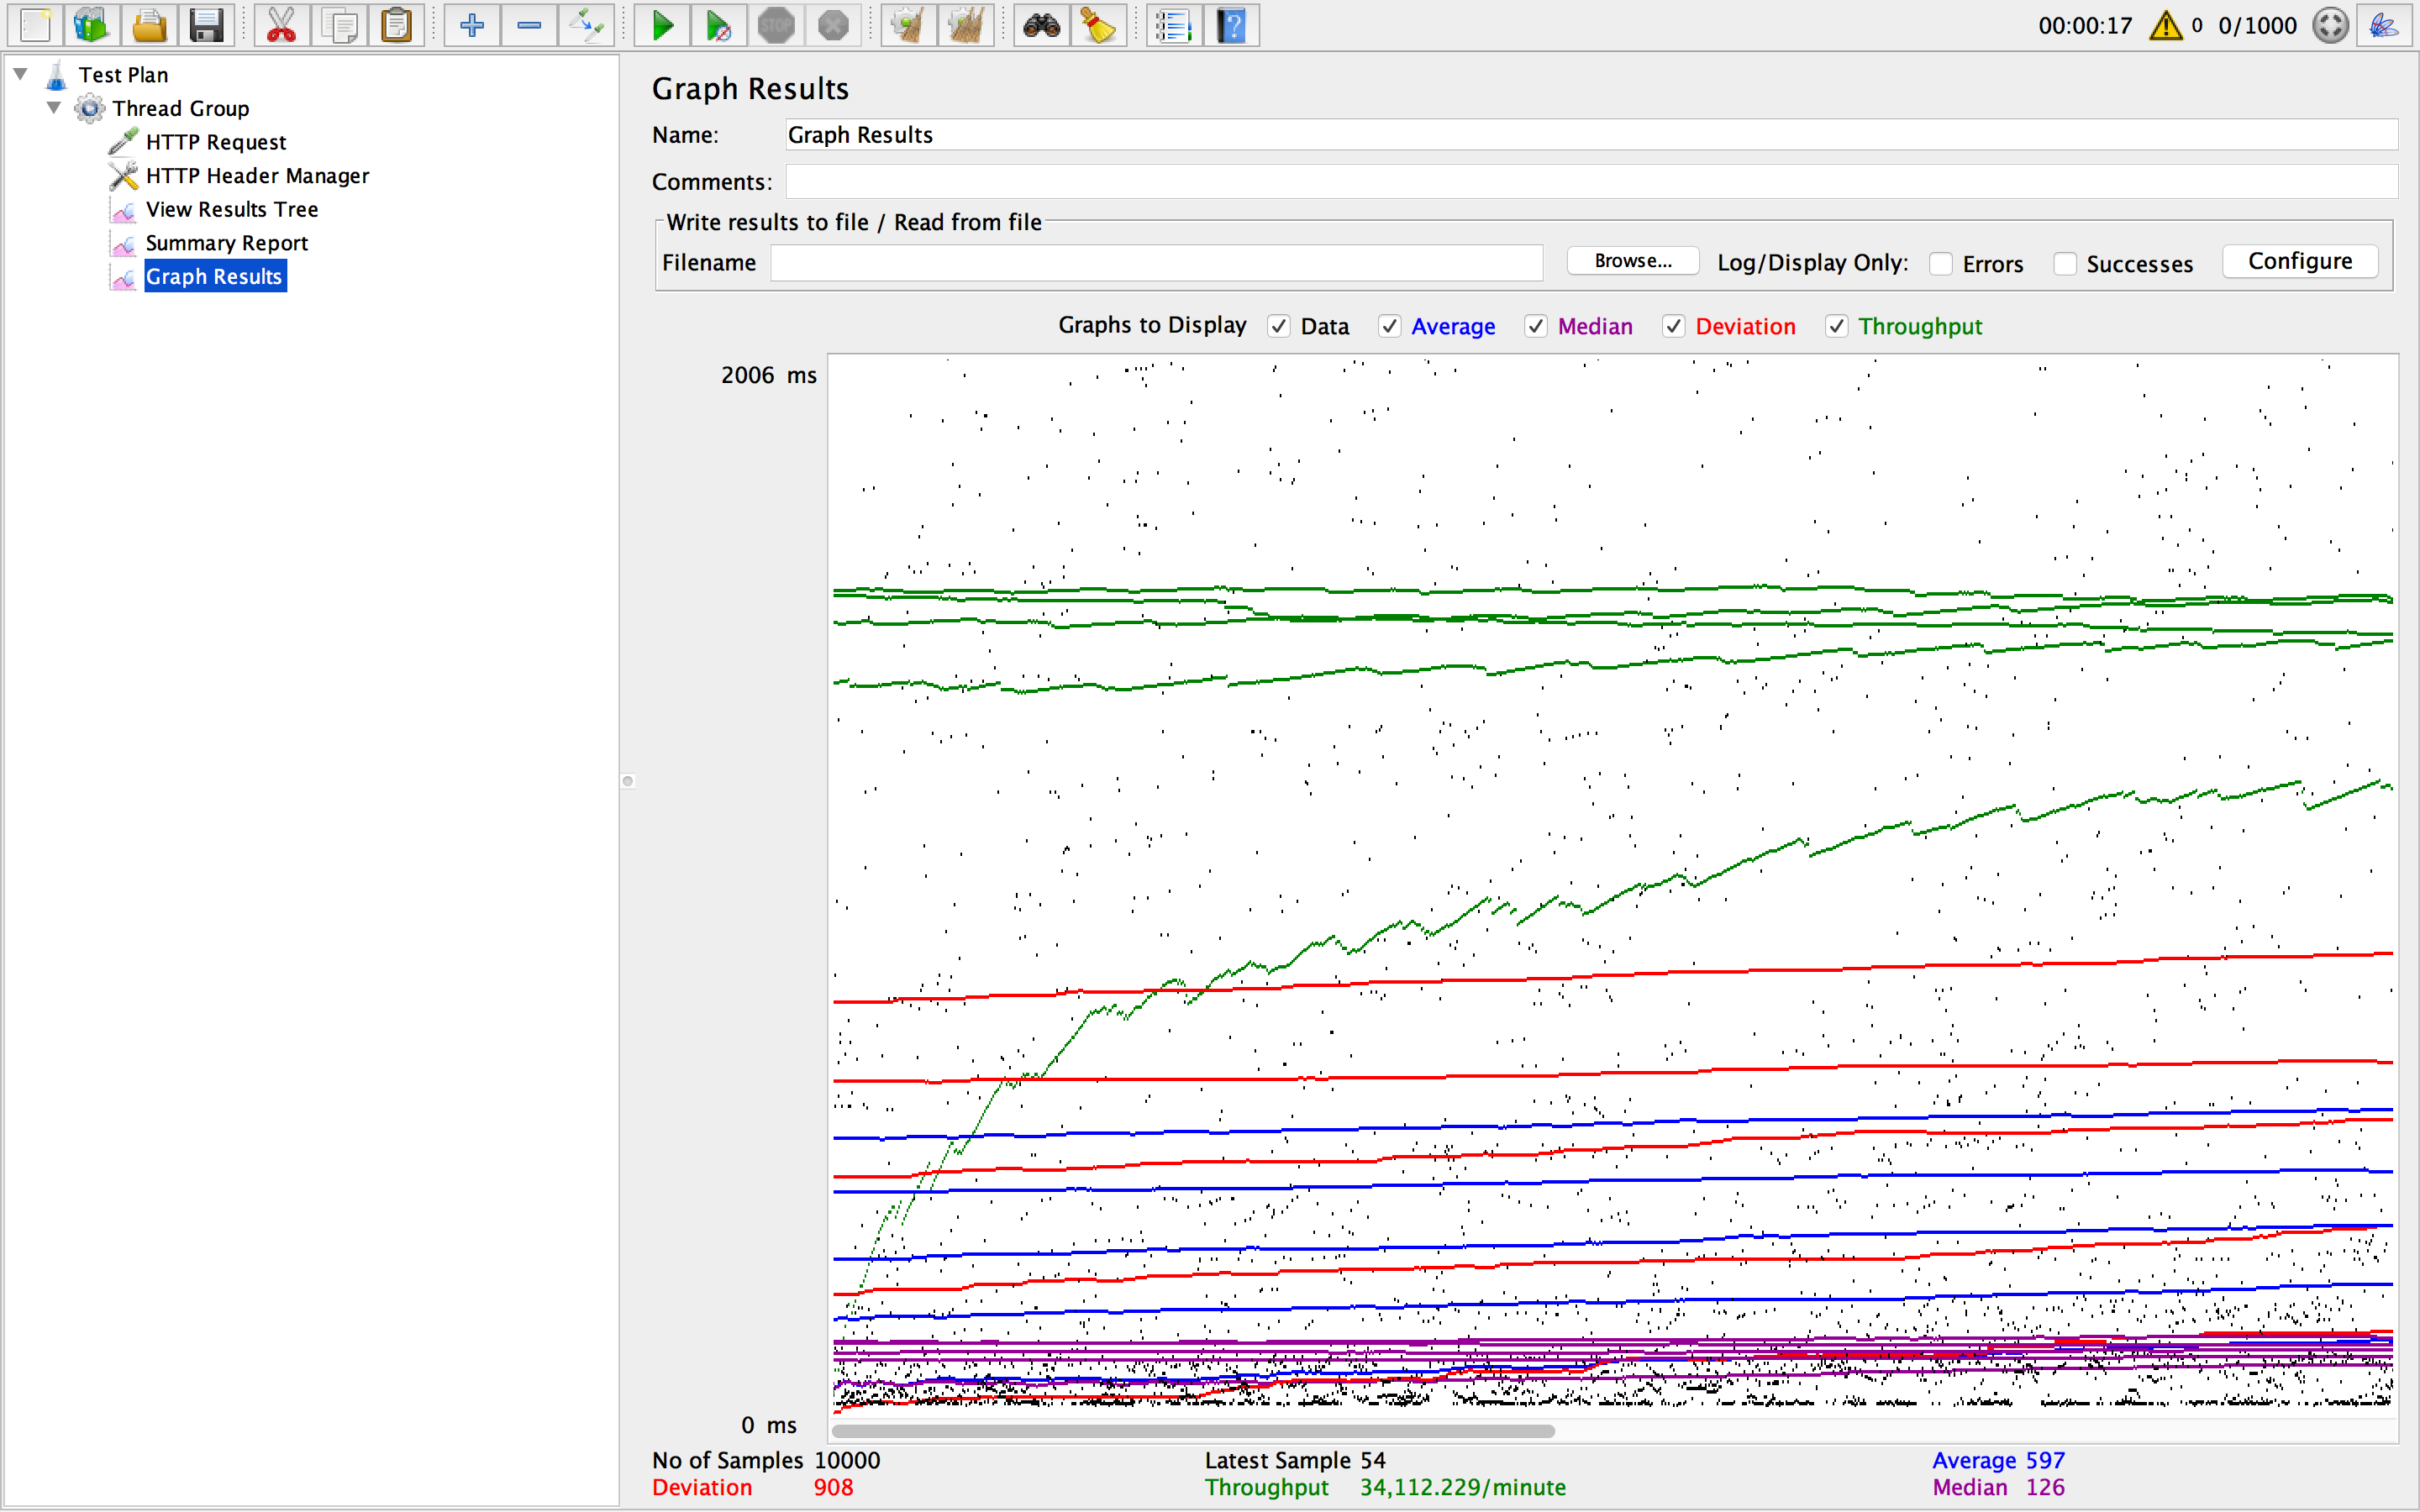 STOP
00:00:17 0 0/1000
Test Plan
Thread Group
HTTP Request
HTTP Header Manager
View Results Tree
Summary Report
Graph Results
Graph Results
Name: Graph Results
Comments:
Write results to file / Read from file
Filename Browse... Log/Display Only: Errors Successes Configure
Graphs to Display Data Average Median Deviation Throughput
2006 ms
0 ms
No of Samples 10000 Latest Sample 54 Average 597
Deviation 908 Throughput 34,112.229/minute Median 126